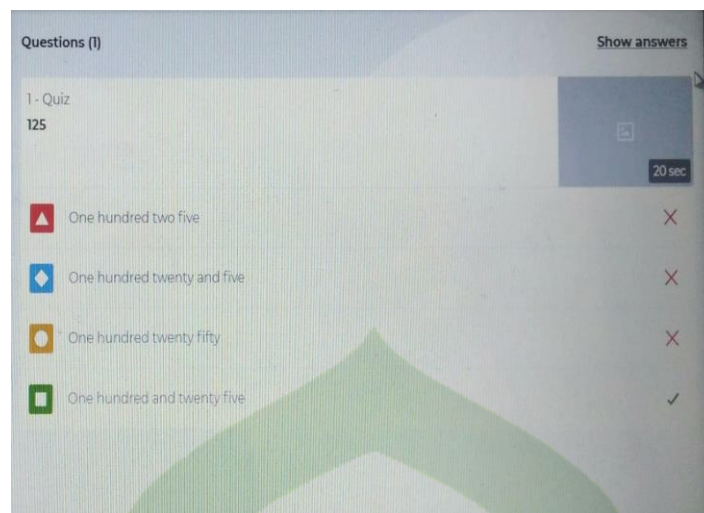 Questions (1)
Show answers
1 - Quiz
125
20 sec
One hundred two five
One hundred twenty and five
One hundred twenty fifty
One hundred and twenty five